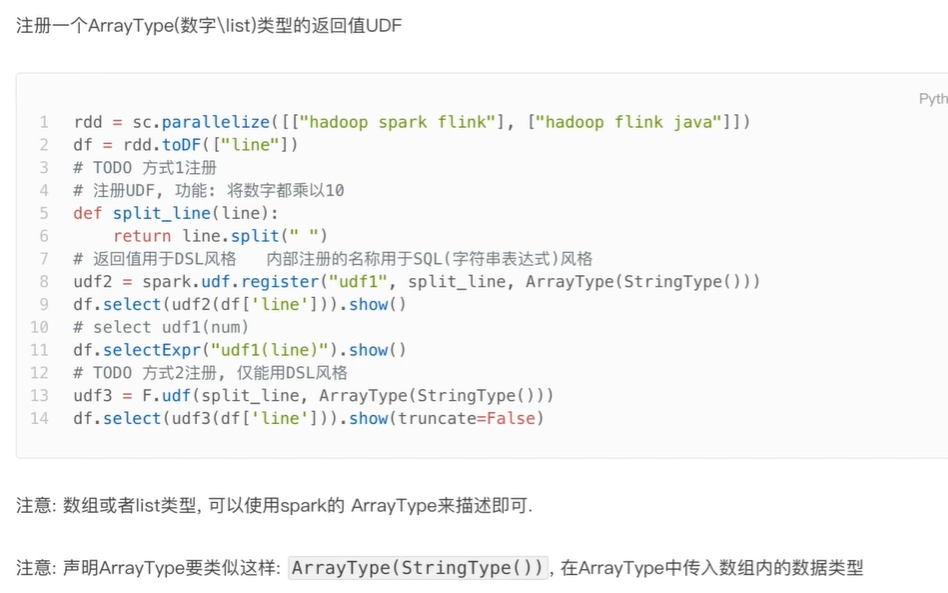 注册一个ArrayType(数字\list)类型的返回值UDF
Pyth
1 rdd = sc.parallelize([["hadoop spark flink"], ["hadoop flink java"]])
2 df = rdd.toDF(["line"])
3 # TODO 方式1注册
4 # 注册UDF, 功能: 将数字都乘以10
5 def split_line(line):
6     return line.split(" ")
7 # 返回值用于DSL风格   内部注册的名称用于SQL(字符串表达式)风格
8 udf2 = spark.udf.register("udf1", split_line, ArrayType(StringType()))
9 df.select(udf2(df['line'])).show()
10 # select udf1(num)
11 df.selectExpr("udf1(line)").show()
12 # TODO 方式2注册, 仅能用DSL风格
13 udf3 = F.udf(split_line, ArrayType(StringType()))
14 df.select(udf3(df['line'])).show(truncate=False)
注意: 数组或者list类型, 可以使用spark的 ArrayType来描述即可.
注意: 声明ArrayType要类似这样: ArrayType(StringType()), 在ArrayType中传入数组内的数据类型